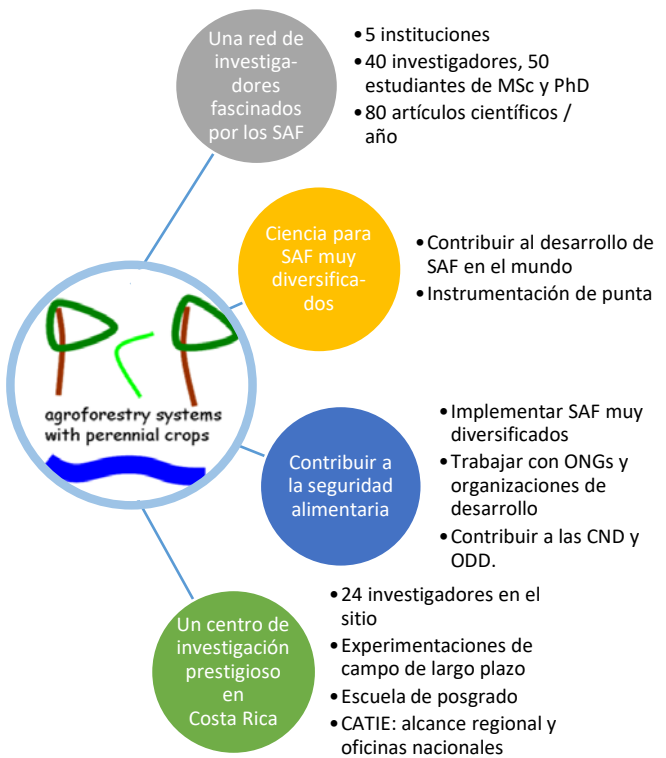 Una red de
investiga-
dores
fascinados
por los SAF
•5 instituciones
•40 investigadores, 50
estudiantes de MSc y PhD
•80 artículos científicos /
año
Ciencia para
SAF muy
diversifica-
dos
•Contribuir al desarrollo de
SAF en el mundo
•Instrumentación de punta
PCP
agroforestry systems
with perennial crops
Contribuir a
la seguridad
alimentaria
•Implementar SAF muy
diversificados
•Trabajar con ONGs y
organizaciones de
desarrollo
•Contribuir a las CND y
ODD.
Un centro de
investigación
prestigioso
en
Costa Rica
•24 investigadores en el
sitio
•Experimentaciones de
campo de largo plazo
•Escuela de posgrado
•CATIE: alcance regional y
oficinas nacionales